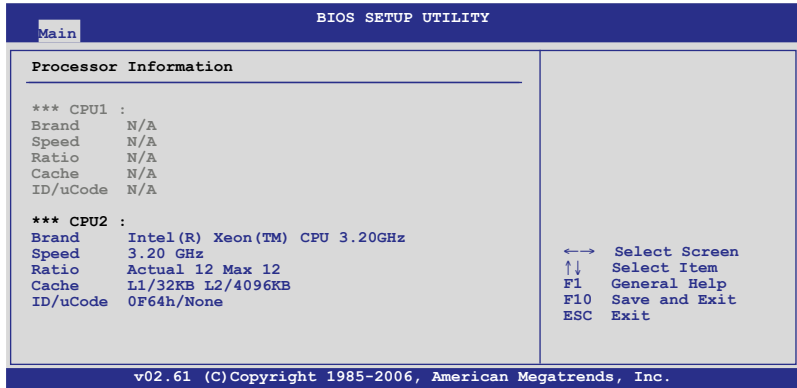 BIOS SETUP UTILITY
Main
Processor Information
*** CPU1 :
Brand N/A
Speed N/A
Ratio N/A
Cache N/A
ID/uCode N/A
*** CPU2 :
Brand Intel(R) Xeon(TM) CPU 3.20GHz
Speed 3.20 GHz
Ratio Actual 12 Max 12
Cache L1/32KB L2/4096KB
ID/uCode 0F64h/None
←→ Select Screen
↑↓ Select Item
F1 General Help
F10 Save and Exit
ESC Exit
v02.61 (C)Copyright 1985-2006, American Megatrends, Inc.